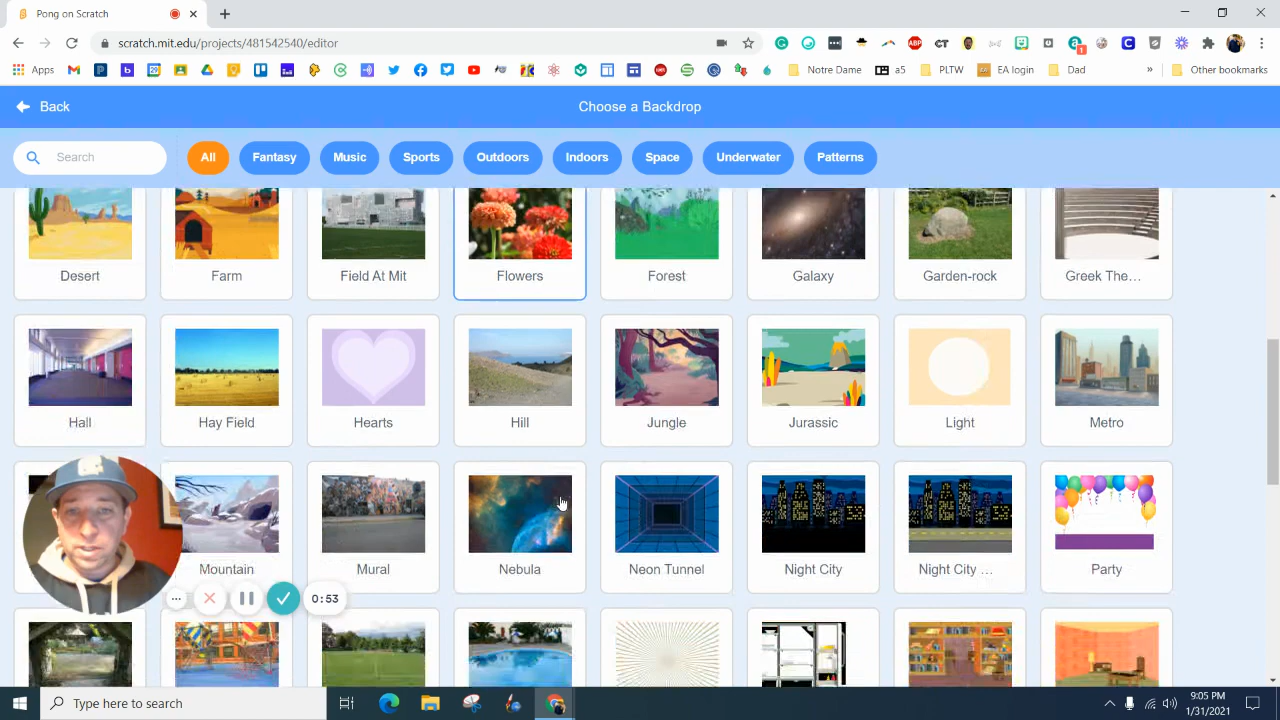 Pong on Scratch
scratch.mit.edu/projects/481542540/editor
Apps
Notre Dame
a5
PLTW
EA login
Dad
»
Other bookmarks
Back
Choose a Backdrop
Search
All
Fantasy
Music
Sports
Outdoors
Indoors
Space
Underwater
Patterns
Desert
Farm
Field At Mit
Flowers
Forest
Galaxy
Garden-rock
Greek The...
Hall
Hay Field
Hearts
Hill
Jungle
Jurassic
Light
Metro
Mountain
Mural
Nebula
Neon Tunnel
Night City
Night City ...
Party
0:53
Type here to search
9:05 PM
1/31/2021